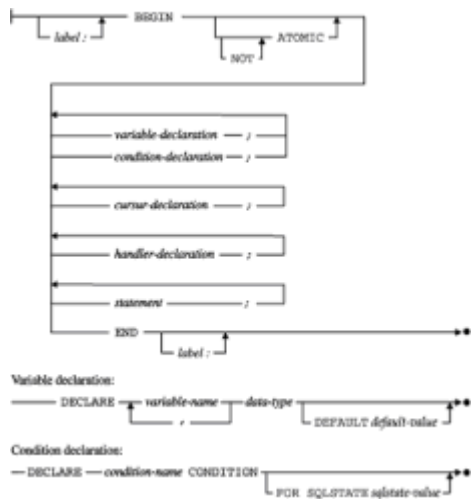 BEGIN
label :
ATOMIC
NOT
variable-declaration ;
condition-declaration ;
cursur-declaration ;
handler-declaration ;
statement ;
END
label :
Variable declaration:
DECLARE variable-name data-type
,
DEFAULT default-value
Condition declaration:
DECLARE condition-name CONDITION
FOR SQLSTATE sqlstate-value